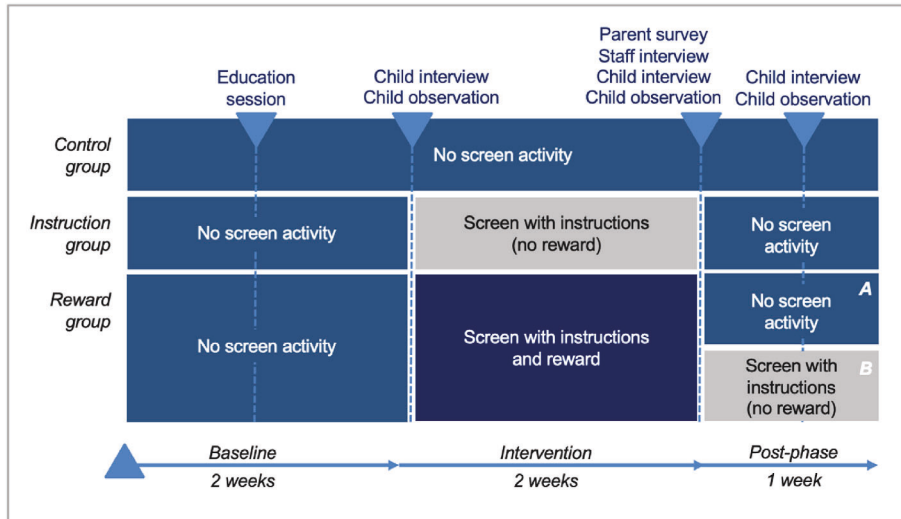 Education
session
Child interview
Child observation
Parent survey
Staff interview
Child interview
Child observation
Child interview
Child observation
Control
group
No screen activity
Instruction
group
No screen activity
Screen with instructions
(no reward)
No screen
activity
Reward
group
No screen activity
Screen with instructions
and reward
A
No screen
activity
B
Screen with
instructions
(no reward)
Baseline
2 weeks
Intervention
2 weeks
Post-phase
1 week